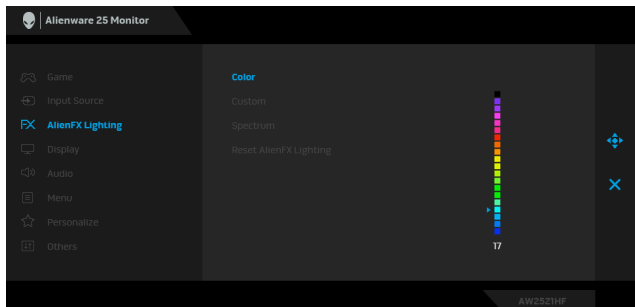 Alienware 25 Monitor
Game
Input Source
FX AlienFX Lighting
Display
Audio
Menu
Personalize
Others
Color
Custom
Spectrum
Reset AlienFX Lighting
17
AW2521HF